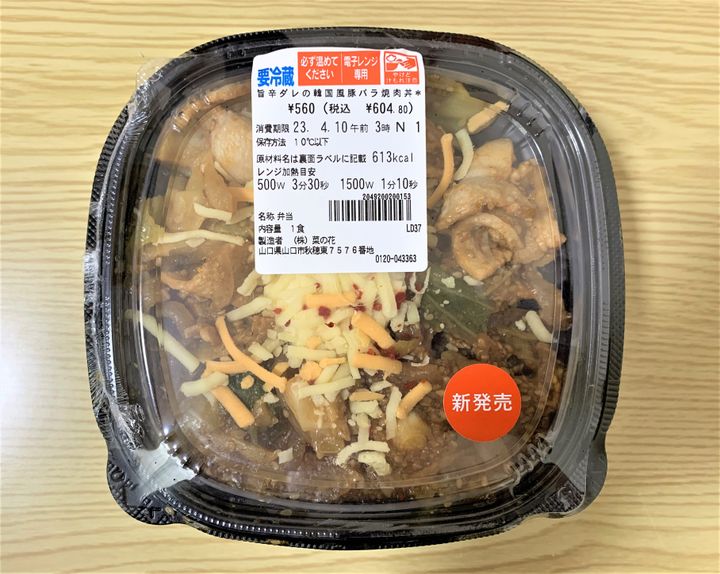 要冷蔵
必ず温めて
ください
電子レンジ
専用
やけど
旨辛ダレの韓国風豚バラ焼肉丼*
¥560 (税込 ¥604.80)
消費期限 23. 4.10 午前 3時 N 1
保存方法 10℃以下
原材料名は裏面ラベルに記載 613kcal
レンジ加熱目安
500W 3分30秒 1500W 1分10秒
2049200200153
名称 弁当
内容量 1食
LD37
製造者 (株)菜の花
山口県山口市秋穂東7576番地
0120-043363
新発売